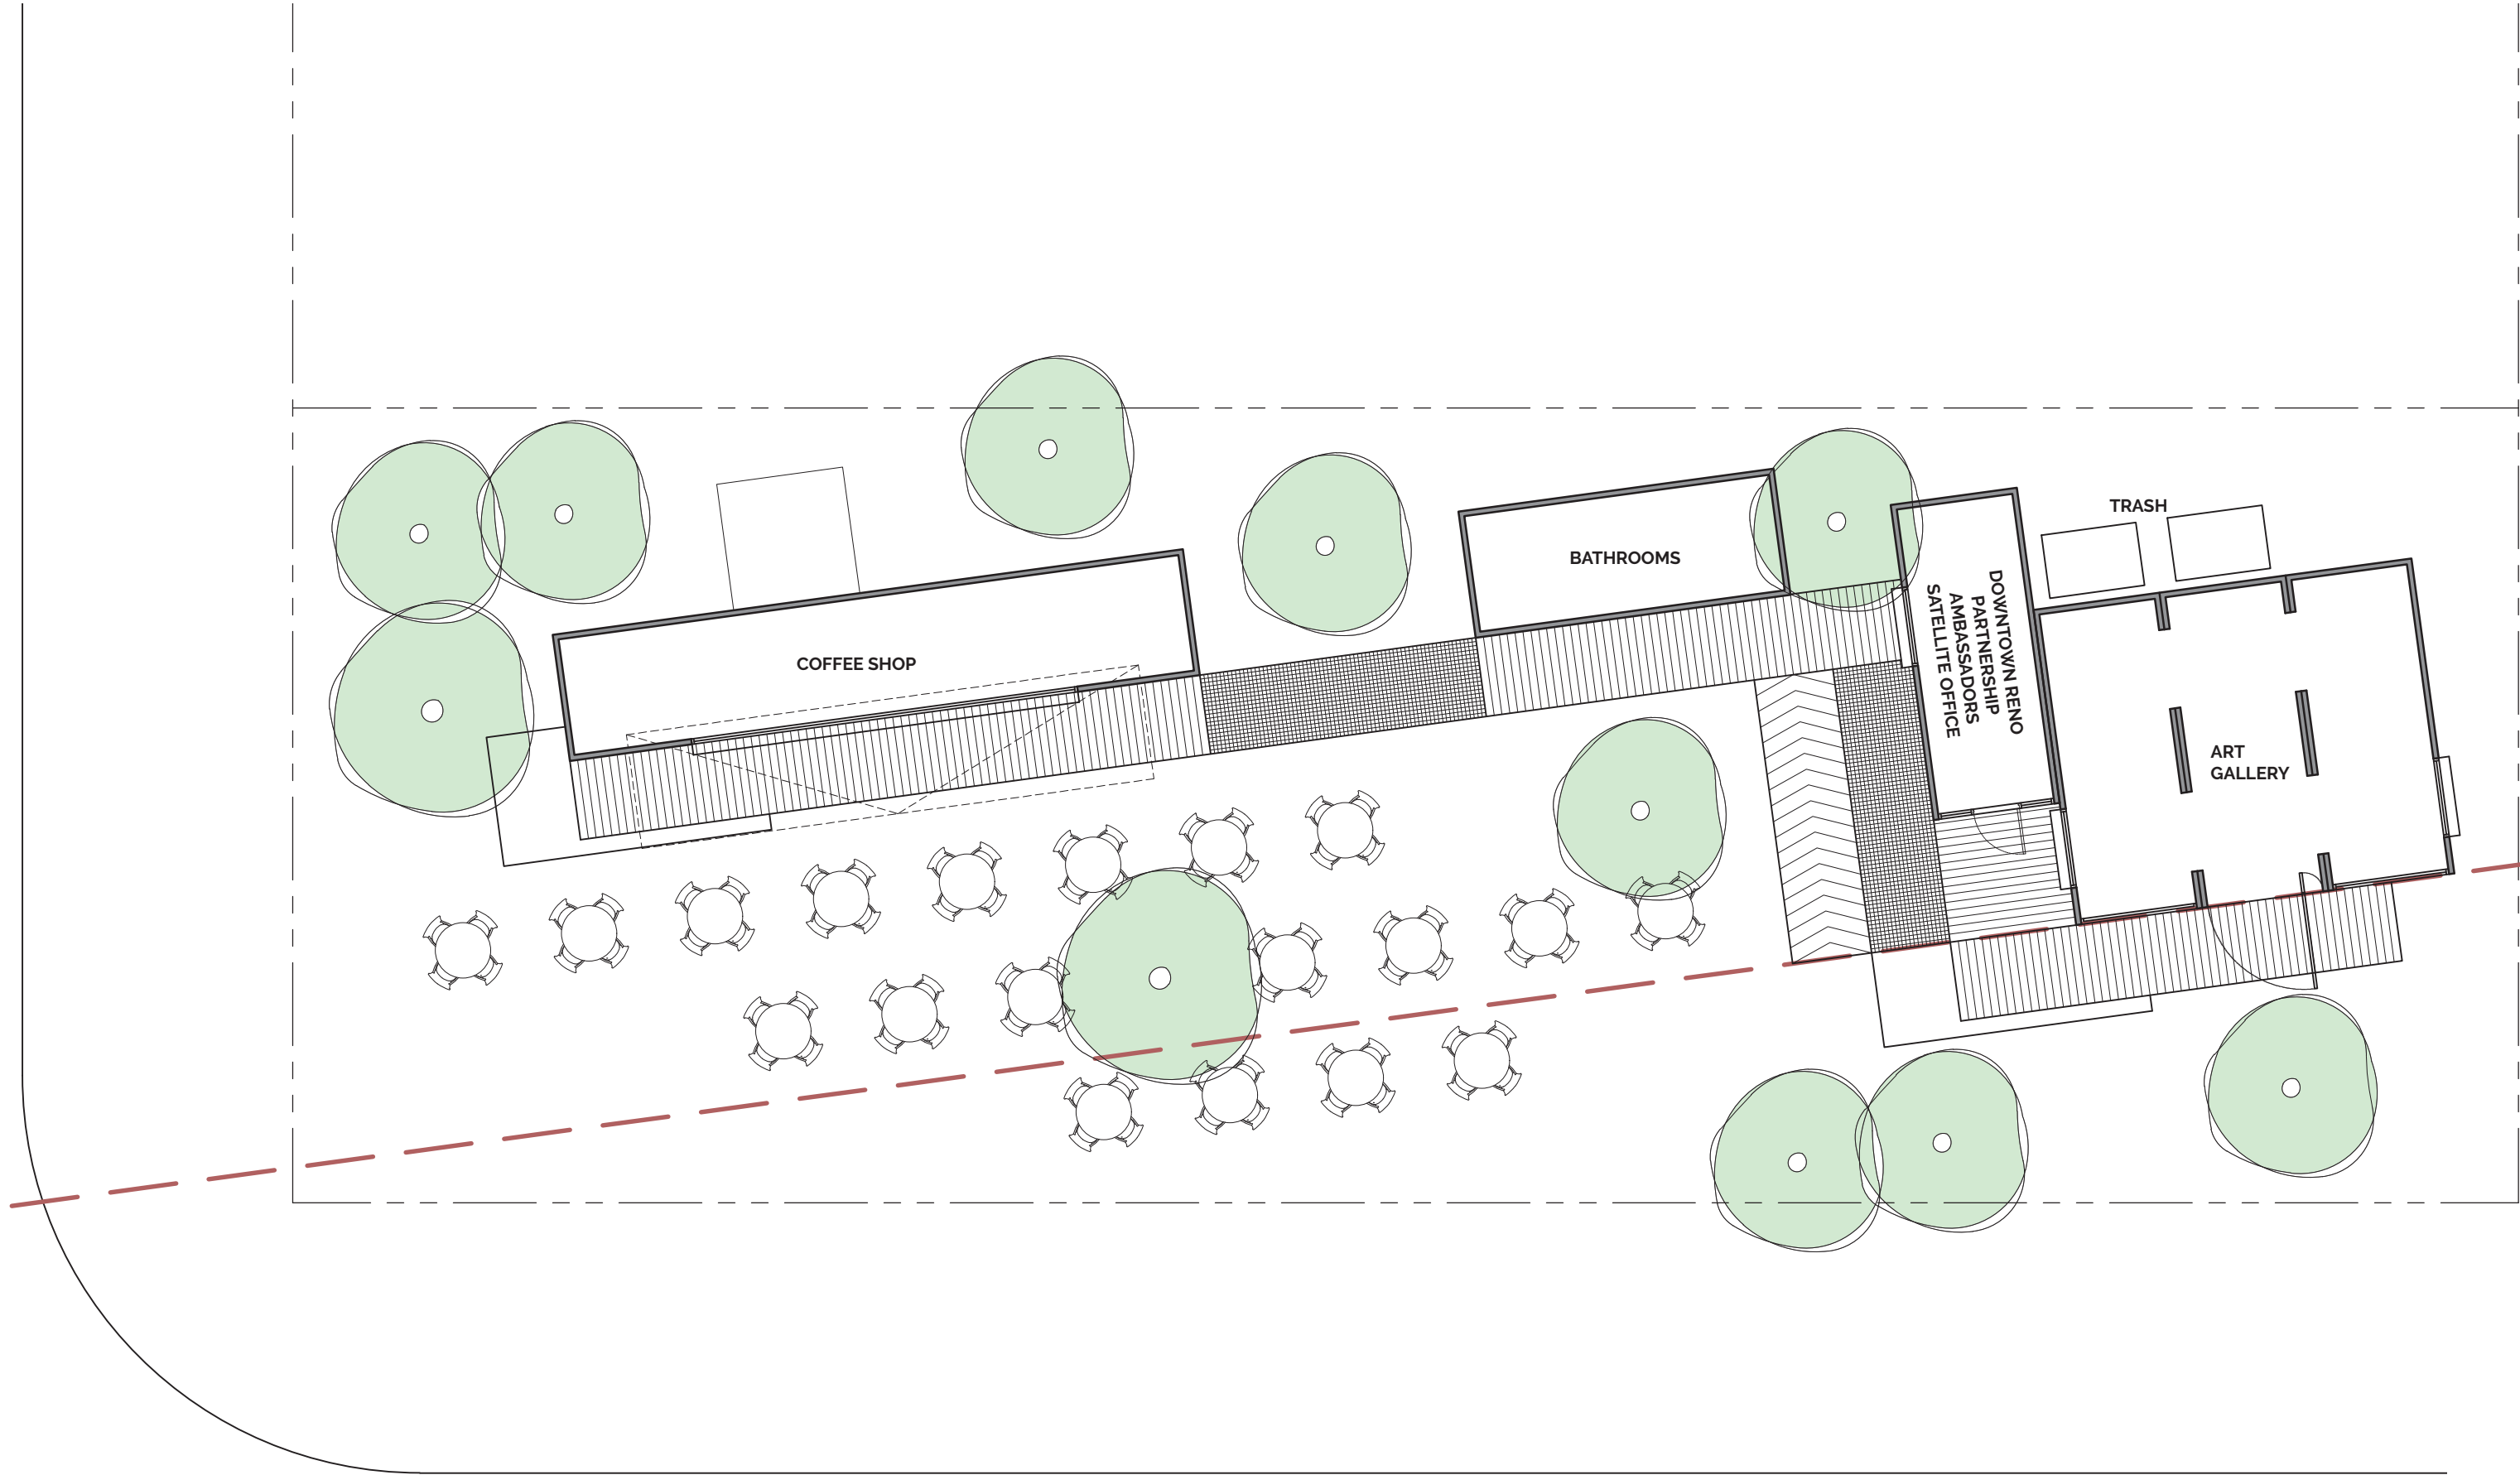 TRASH
BATHROOMS
COFFEE SHOP
DOWNTOWN RENO
PARTNERSHIP
AMBASSADORS
SATELLITE OFFICE
ART
GALLERY